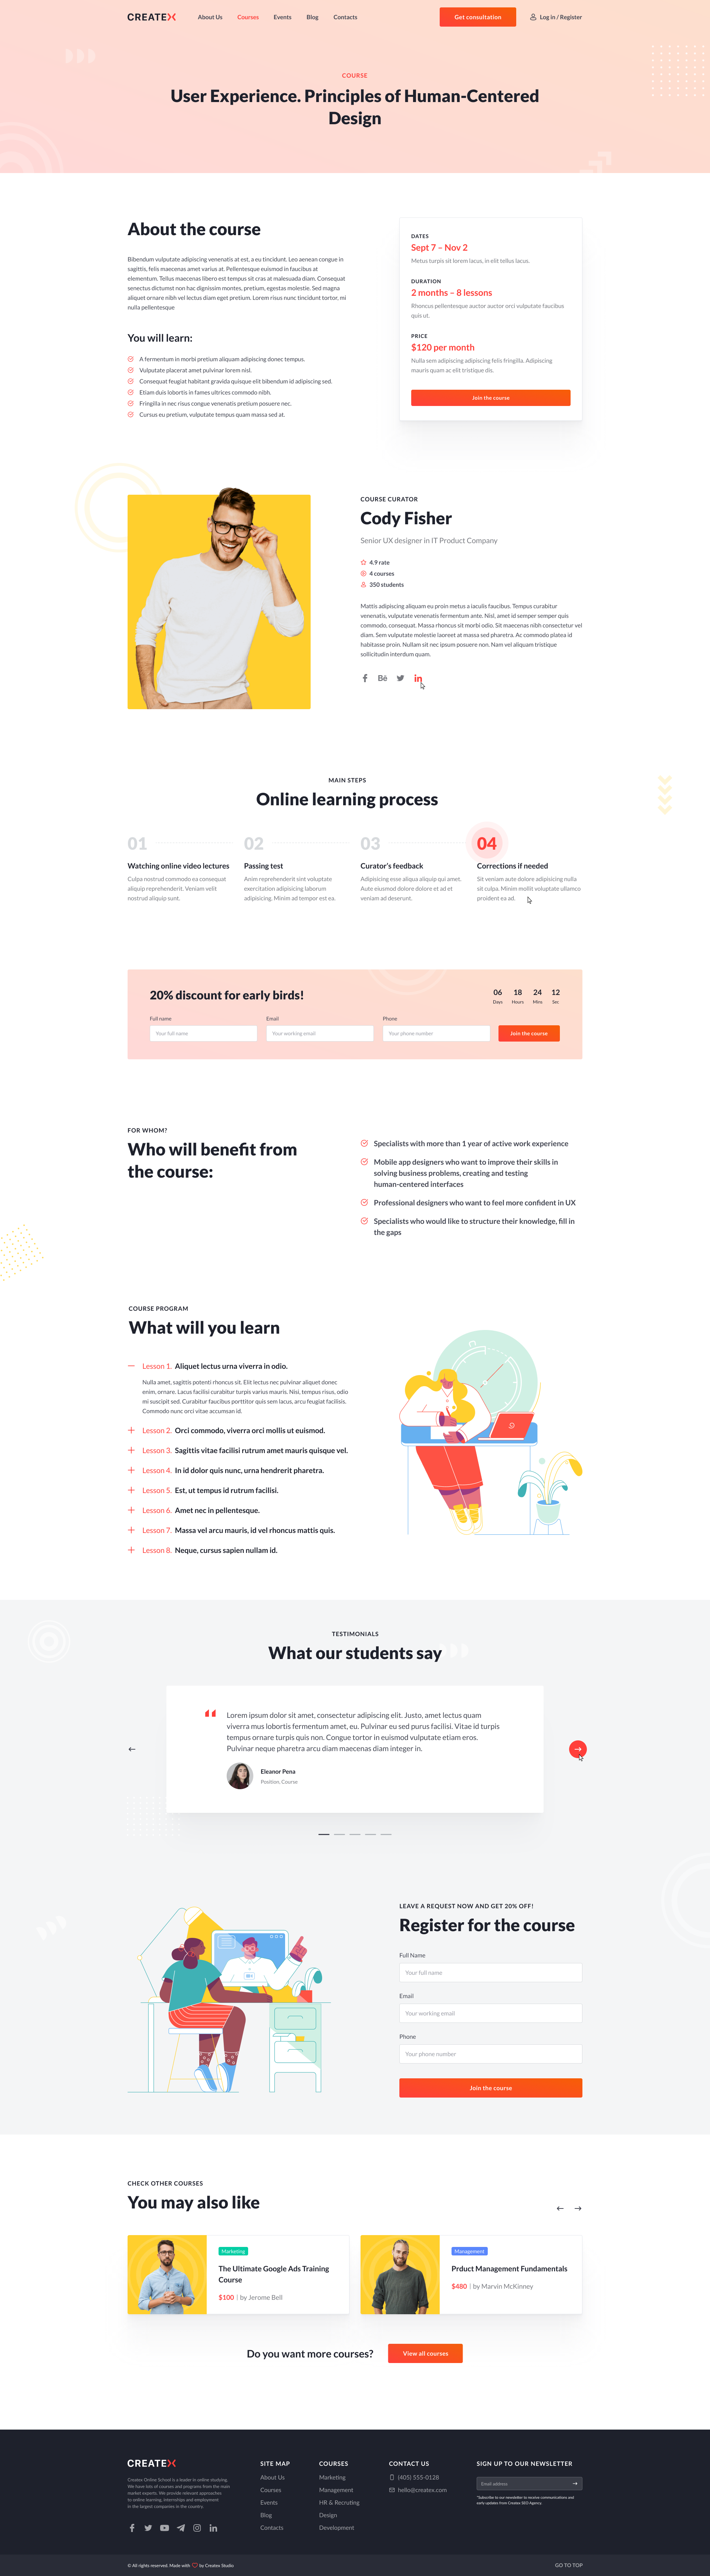 CREATEX
About Us
Courses
Events
Blog
Contacts
Get consultation
Log in / Register
COURSE
User Experience. Principles of Human-Centered
Design
About the course
Bibendum vulputate adipiscing venenatis at est, a eu tincidunt. Leo aenean congue in
sagittis, felis maecenas amet varius at. Pellentesque euismod in faucibus at
elementum. Tellus maecenas libero est tempus sit cras at malesuada diam. Consequat
senectus dictumst non hac dignissim montes, pretium, egestas molestie. Sed magna
aliquet ornare nibh vel lectus diam eget pretium. Lorem risus nunc tincidunt tortor, mi
nulla pellentesque
You will learn:
A fermentum in morbi pretium aliquam adipiscing donec tempus.
Vulputate placerat amet pulvinar lorem nisl.
Consequat feugiat habitant gravida quisque elit bibendum id adipiscing sed.
Etiam duis lobortis in fames ultrices commodo nibh.
Fringilla in nec risus congue venenatis pretium posuere nec.
Cursus eu pretium, vulputate tempus quam massa sed at.
DATES
Sept 7 – Nov 2
Metus turpis sit lorem lacus, in elit tellus lacus.
DURATION
2 months – 8 lessons
Rhoncus pellentesque auctor auctor orci vulputate faucibus
quis ut.
PRICE
$120 per month
Nulla sem adipiscing adipiscing felis fringilla. Adipiscing
mauris quam ac elit tristique dis.
Join the course
COURSE CURATOR
Cody Fisher
Senior UX designer in IT Product Company
4.9 rate
4 courses
350 students
Mattis adipiscing aliquam eu proin metus a iaculis faucibus. Tempus curabitur
venenatis, vulputate venenatis fermentum ante. Nisi, amet id semper semper quis
commodo, consequat. Massa rhoncus sit morbi odio. Sit maecenas nibh consectetur vel
diam. Sem vulputate molestie laoreet at massa sed pharetra. Ac commodo platea id
habitasse proin. Nullam sit nec ipsum posuere non. Nam vel aliquam tristique
sollicitudin interdum quam.
Bē
in
MAIN STEPS
Online learning process
01
Watching online video lectures
Culpa nostrud commodo ea consequat
aliquip reprehenderit. Veniam velit
nostrud aliquip sunt.
02
Passing test
Anim reprehenderit sint voluptate
exercitation adipisicing laborum
adipisicing. Minim ad tempor est ea.
03
Curator's feedback
Adipisicing esse aliqua aliquip qui amet.
Aute eiusmod dolore dolore et ad et
veniam ad deserunt.
04
Corrections if needed
Sit veniam aute dolore adipisicing nulla
sit culpa. Minim mollit voluptate ullamco
proident ea ad.
20% discount for early birds!
06 18 24 12
Days Hours Mins Sec
Full name
Your full name
Email
Your working email
Phone
Your phone number
Join the course
FOR WHOM?
Who will benefit from
the course:
Specialists with more than 1 year of active work experience
Mobile app designers who want to improve their skills in
solving business problems, creating and testing
human-centered interfaces
Professional designers who want to feel more confident in UX
Specialists who would like to structure their knowledge, fill in
the gaps
COURSE PROGRAM
What will you learn
Lesson 1. Aliquet lectus urna viverra in odio.
Nulla amet, sagittis potenti rhoncus sit. Elit lectus nec pulvinar aliquet donec
enim, ornare. Lacus facilisi curabitur turpis varius mauris. Nisi, tempus risus, odio
mi suscipit sed. Curabitur faucibus porttitor quis sem lacus, arcu feugiat facilisis.
Commodo nunc orci vitae accumsan id.
Lesson 2. Orci commodo, viverra orci mollis ut euismod.
Lesson 3. Sagittis vitae facilisi rutrum amet mauris quisque vel.
Lesson 4. In id dolor quis nunc, urna hendrerit pharetra.
Lesson 5. Est, ut tempus id rutrum facilisi.
Lesson 6. Amet nec in pellentesque.
Lesson 7. Massa vel arcu mauris, id vel rhoncus mattis quis.
Lesson 8. Neque, cursus sapien nullam id.
TESTIMONIALS
What our students say
Lorem ipsum dolor sit amet, consectetur adipiscing elit. Justo, amet lectus quam
viverra mus lobortis fermentum amet, eu. Pulvinar eu sed purus facilisi. Vitae id turpis
tempus ornare turpis quis non. Congue tortor in euismod vulputate etiam eros.
Pulvinar neque pharetra arcu diam maecenas diam integer in.
Eleanor Pena
Position, Course
LEAVE A REQUEST NOW AND GET 20% OFF!
Register for the course
Full Name
Your full name
Email
Your working email
Phone
Your phone number
Join the course
CHECK OTHER COURSES
You may also like
Marketing
The Ultimate Google Ads Training
Course
$100 | by Jerome Bell
Management
Prduct Management Fundamentals
$480 | by Marvin McKinney
Do you want more courses?
View all courses
CREATEX
Createx Online School is a leader in online studying.
We have lots of courses and programs from the main
market experts. We provide relevant approaches
to online learning, internships and employment
in the largest companies in the country.
in
SITE MAP
About Us
Courses
Events
Blog
Contacts
COURSES
Marketing
Management
HR & Recruting
Design
Development
CONTACT US
(405) 555-0128
hello@createx.com
SIGN UP TO OUR NEWSLETTER
Email address
*Subscribe to our newsletter to receive communications and
early updates from Createx SEO Agency.
© All rights reserved. Made with
by Createx Studio
GO TO TOP